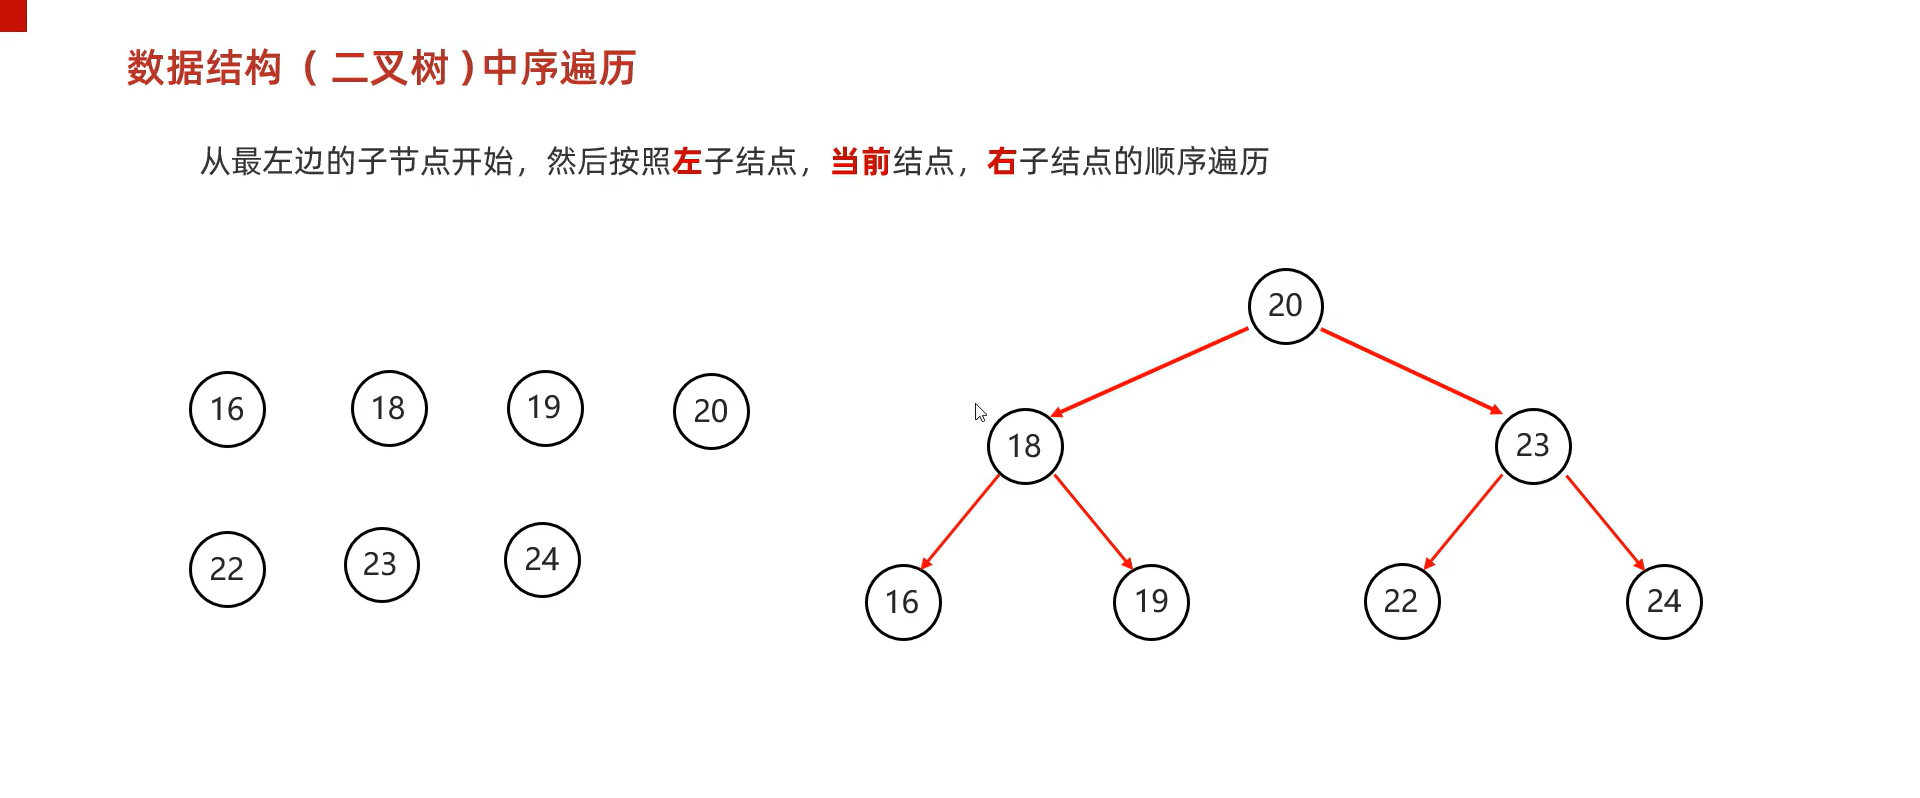 数据结构（二叉树)中序遍历
从最左边的子节点开始，然后按照左子结点，当前结点，右子结点的顺序遍历
20
16 18 19 20
18 23
22 23 24
16 19 22 24